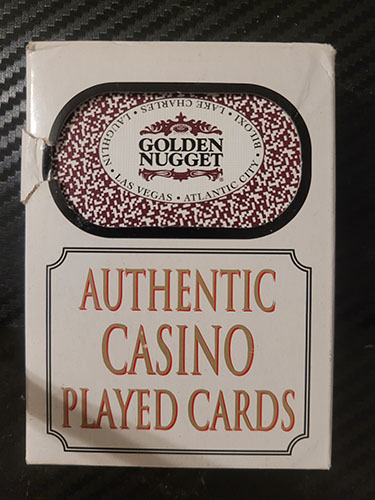 GOLDEN
NUGGET
LAUGHLIN • LAS VEGAS • ATLANTIC CITY • BILOXI • LAKE CHARLES
AUTHENTIC
CASINO
PLAYED CARDS